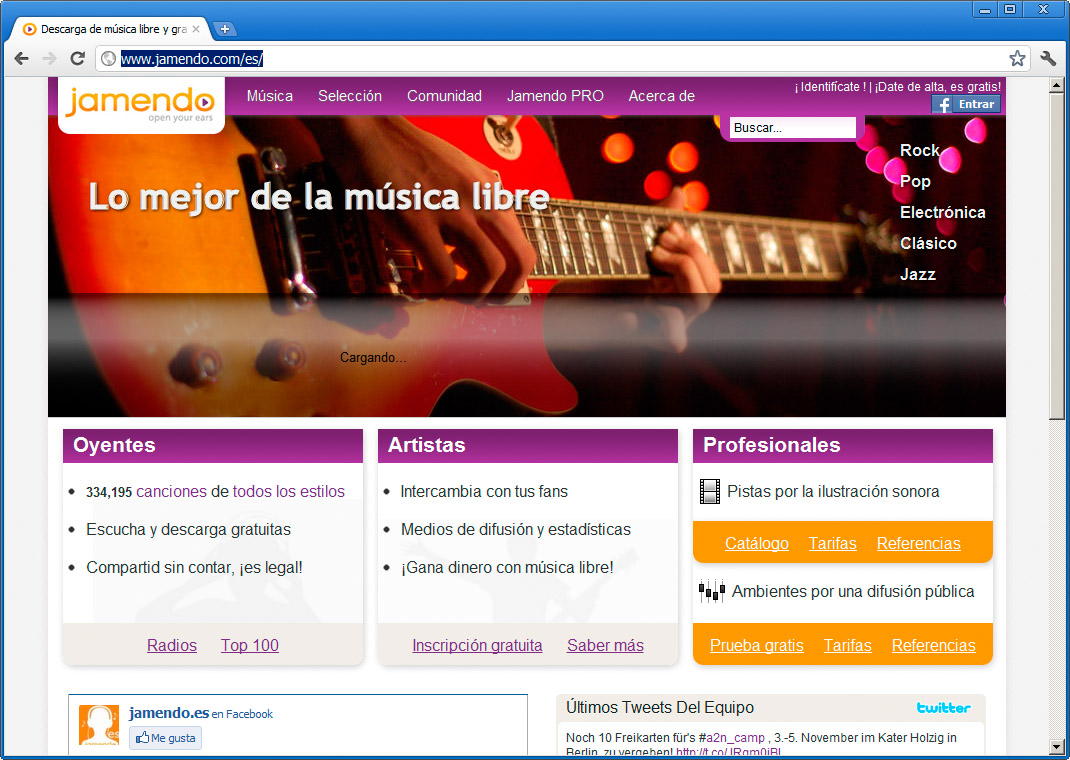 Descarga de música libre y gra
www.jamendo.com/es/
jamendo
open your ears
Música Selección Comunidad Jamendo PRO Acerca de
¡ Identifícate ! | ¡Date de alta, es gratis!
f Entrar
Buscar...
Lo mejor de la música libre
Rock
Pop
Electrónica
Clásico
Jazz
Cargando...
Oyentes
334,195 canciones de todos los estilos
Escucha y descarga gratuitas
Compartid sin contar, ¡es legal!
Radios Top 100
Artistas
Intercambia con tus fans
Medios de difusión y estadísticas
¡Gana dinero con música libre!
Inscripción gratuita Saber más
Profesionales
Pistas por la ilustración sonora
Catálogo Tarifas Referencias
Ambientes por una difusión pública
Prueba gratis Tarifas Referencias
jamendo.es en Facebook
Me gusta
Últimos Tweets Del Equipo
twitter
Noch 10 Freikarten für's #a2n_camp , 3.-5. November im Kater Holzig in
Berlin, zu vergeben!